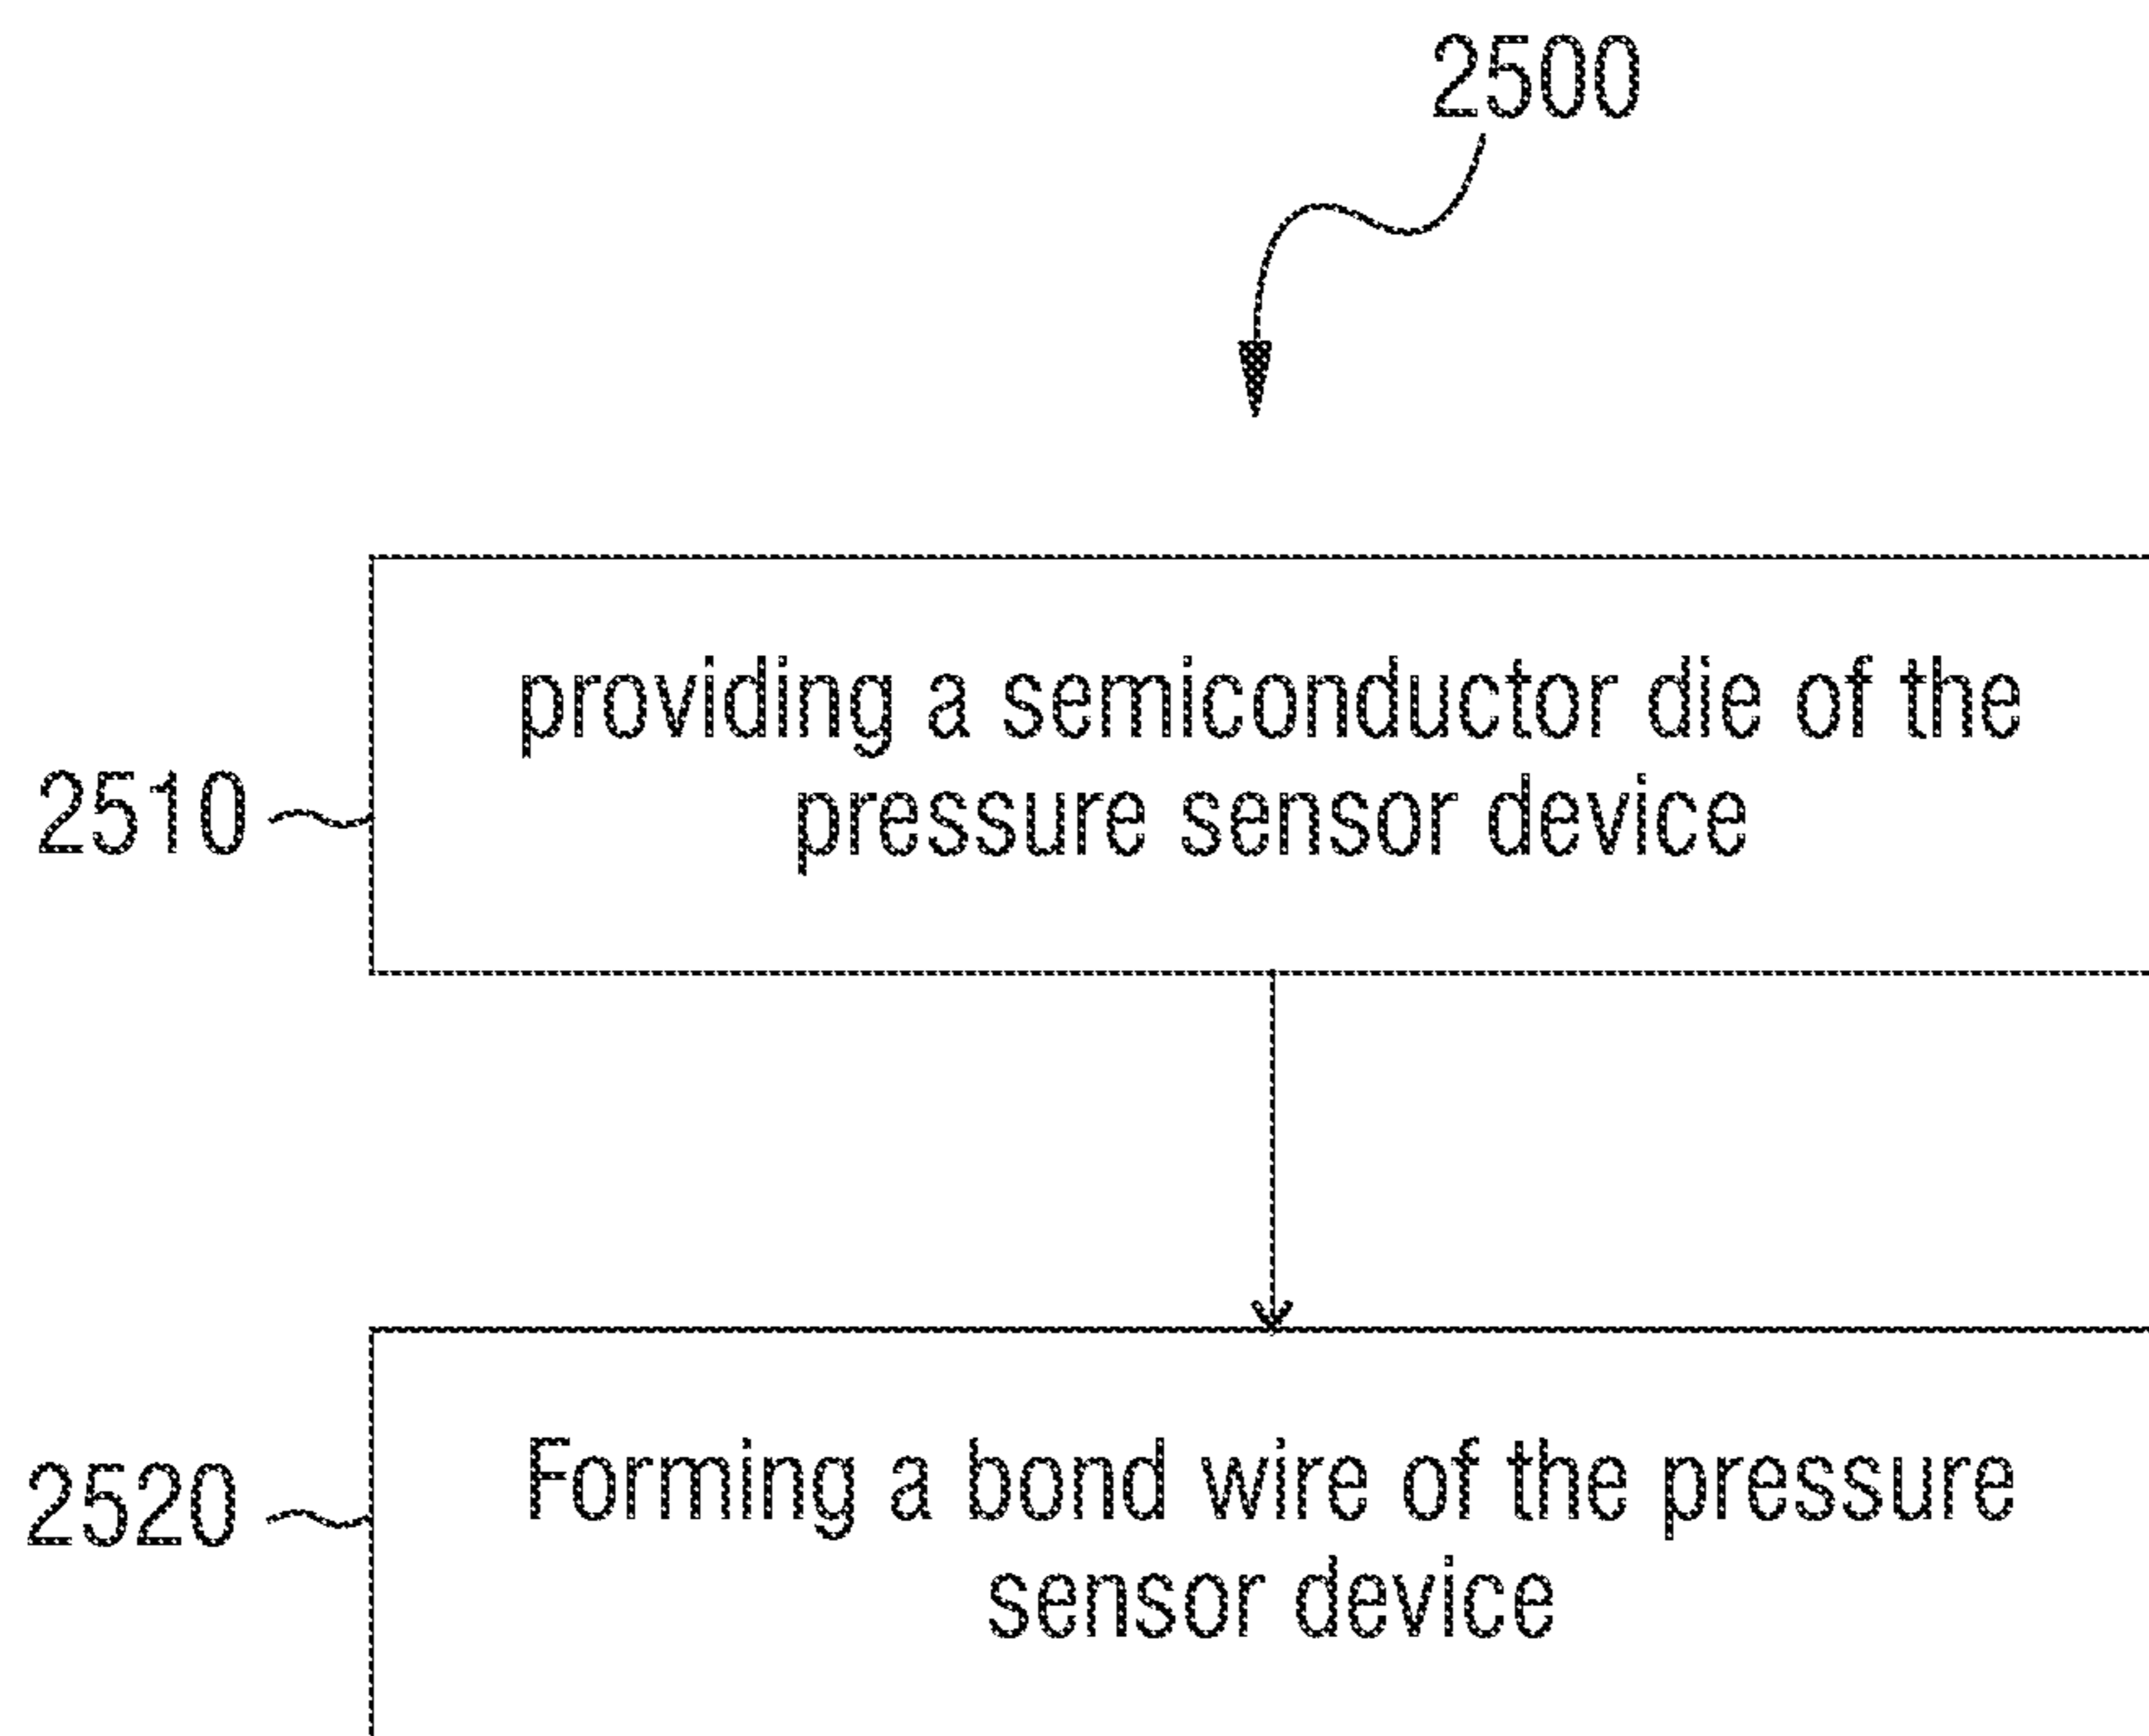 2500
providing a semiconductor die of the
2510
pressure sensor device
Forming a bond wire of the pressure
2520
sensor device